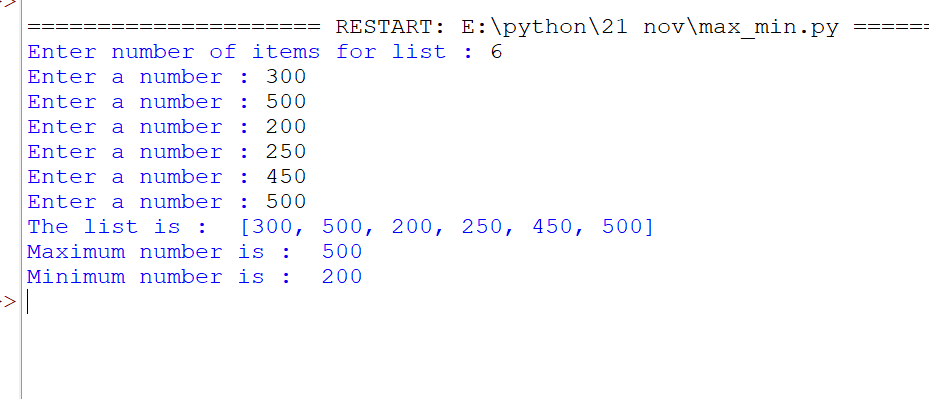 >
===================== RESTART: E:\python\21 nov\max_min.py ======
Enter number of items for list : 6
Enter a number : 300
Enter a number : 500
Enter a number : 200
Enter a number : 250
Enter a number : 450
Enter a number : 500
The list is :  [300, 500, 200, 250, 450, 500]
Maximum number is :  500
Minimum number is :  200
>>